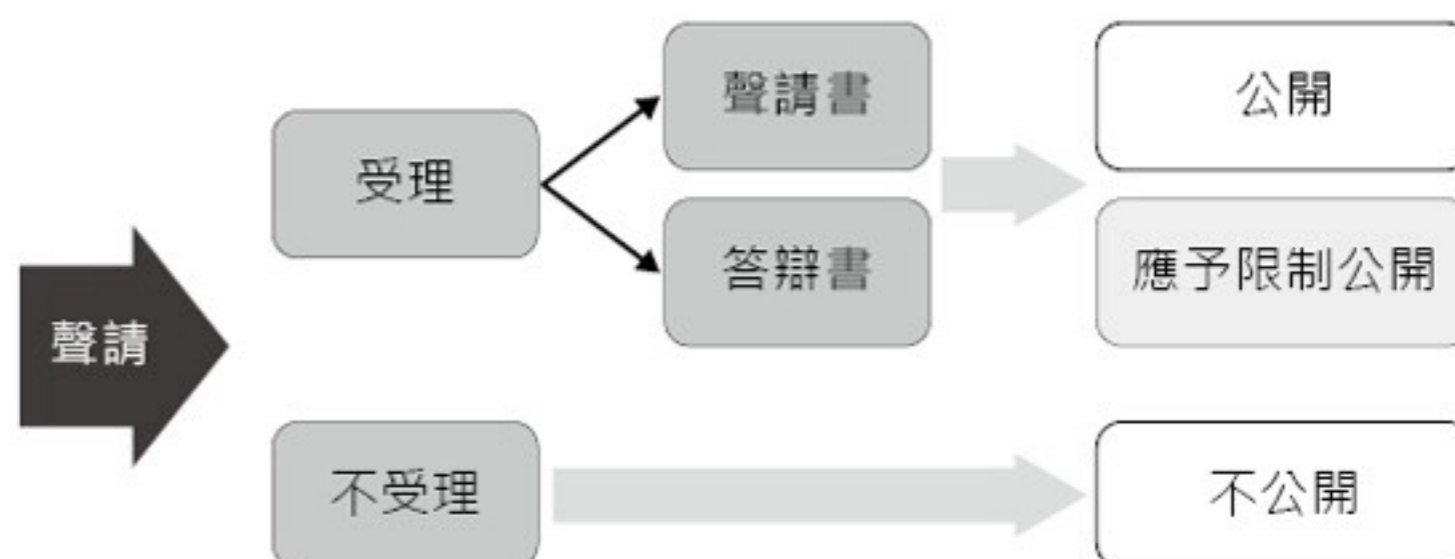 聲請
受理
聲請書
答辯書
公開
應予限制公開
不受理
不公開